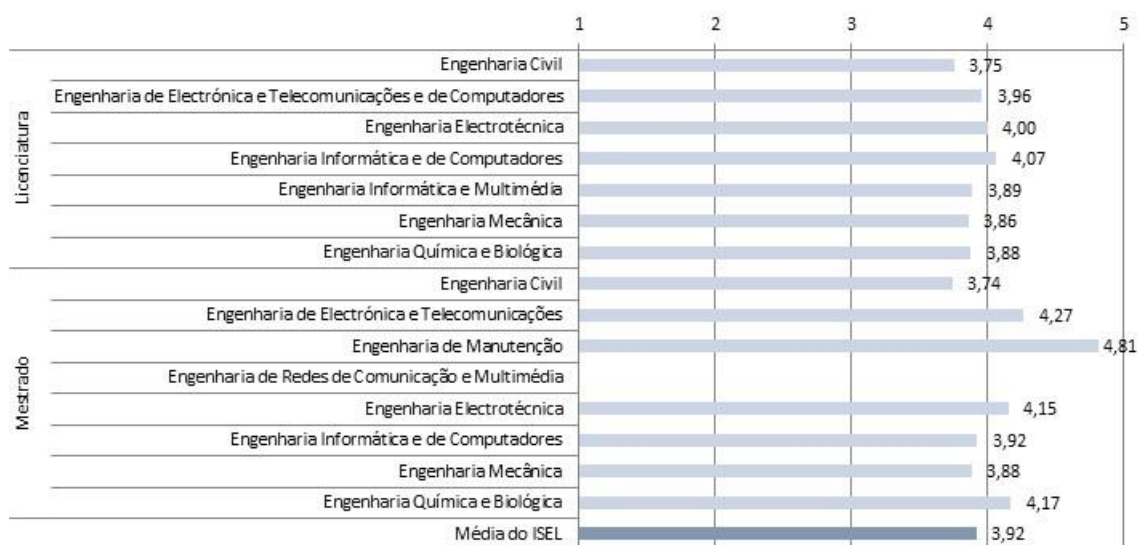 1 2 3 4 5
Licenciatura
Engenharia Civil 3,75
Engenharia de Electrónica e Telecomunicações e de Computadores 3,96
Engenharia Electrotécnica 4,00
Engenharia Informática e de Computadores 4,07
Engenharia Informática e Multimédia 3,89
Engenharia Mecânica 3,86
Engenharia Química e Biológica 3,88
Mestrado
Engenharia Civil 3,74
Engenharia de Electrónica e Telecomunicações 4,27
Engenharia de Manutenção 4,81
Engenharia de Redes de Comunicação e Multimédia
Engenharia Electrotécnica 4,15
Engenharia Informática e de Computadores 3,92
Engenharia Mecânica 3,88
Engenharia Química e Biológica 4,17
Média do ISEL 3,92